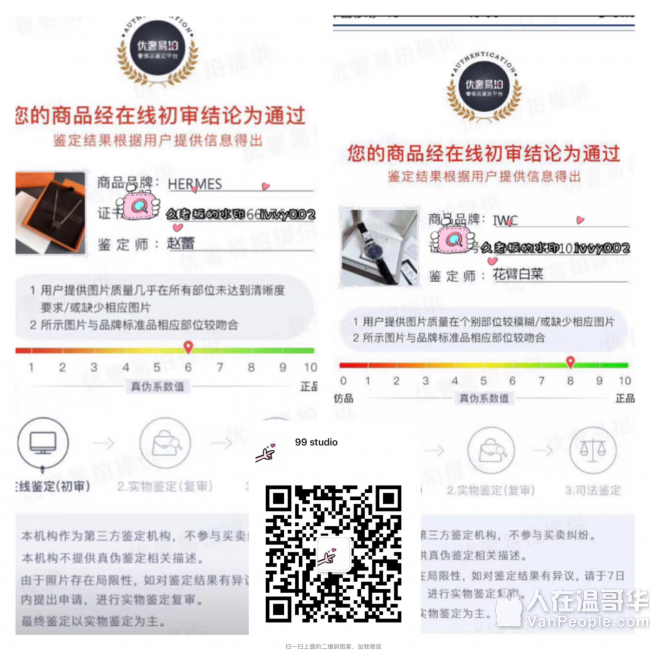 AUTHENTICATION
优奢易拍
奢侈品鉴定平台
您的商品经在线初审结论为通过
鉴定结果根据用户提供信息得出
商品品牌：HERMES
证书
么老板的水印 ivvy002
鉴定师：赵蕾
1 用户提供图片质量几乎在所有部位未达到清晰度
要求/或缺少相应图片
2 所示图片与品牌标准品相应部位较吻合
1 2 3 4 5 6 7 8 9 10
真伪系数值
正品
在线鉴定(初审)
2.实物鉴定(复审)
3
本机构作为第三方鉴定机构，不参与买卖
本机构不提供真伪鉴定相关描述。
由于照片存在局限性，如对鉴定结果有异议
内提出申请，进行实物鉴定复审。
最终鉴定以实物鉴定为主。
AUTHENTICATION
优奢易拍
奢侈品鉴定平台
您的商品经在线初审结论为通过
鉴定结果根据用户提供信息得出
商品品牌：IWC
号
么老板的水印 ivvy002
鉴定师：花臂白菜
1 用户提供图片质量在个别部位较模糊/或缺少相应图片
2 所示图片与品牌标准品相应部位较吻合
0 1 2 3 4 5 6 7 8 9 10
仿品
真伪系数值
正品
2.实物鉴定(复审)
3.司法鉴定
三方鉴定机构，不参与买卖纠纷。
供真伪鉴定相关描述。
在局限性，如对鉴定结果有异议，请于7日
进行实物鉴定复审。
实物鉴定为主。
99 studio
扫一扫上面的二维码图案，加我微信
人在温哥华
VanPeople.com